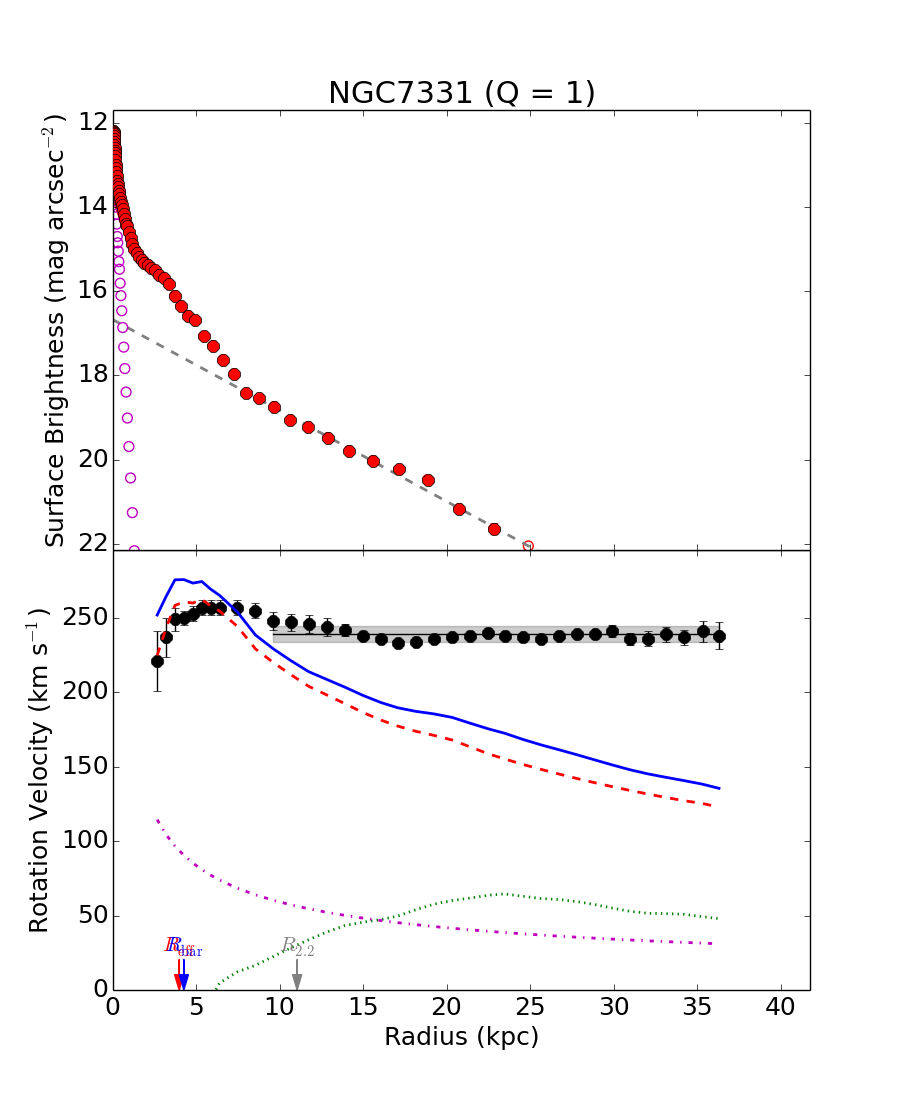 NGC7331 (Q = 1)
Surface Brightness (mag arcsec⁻²)
12
14
16
18
20
22
Rotation Velocity (km s⁻¹)
250
200
150
100
50
0
R_2.2
0 5 10 15 20 25 30 35 40
Radius (kpc)